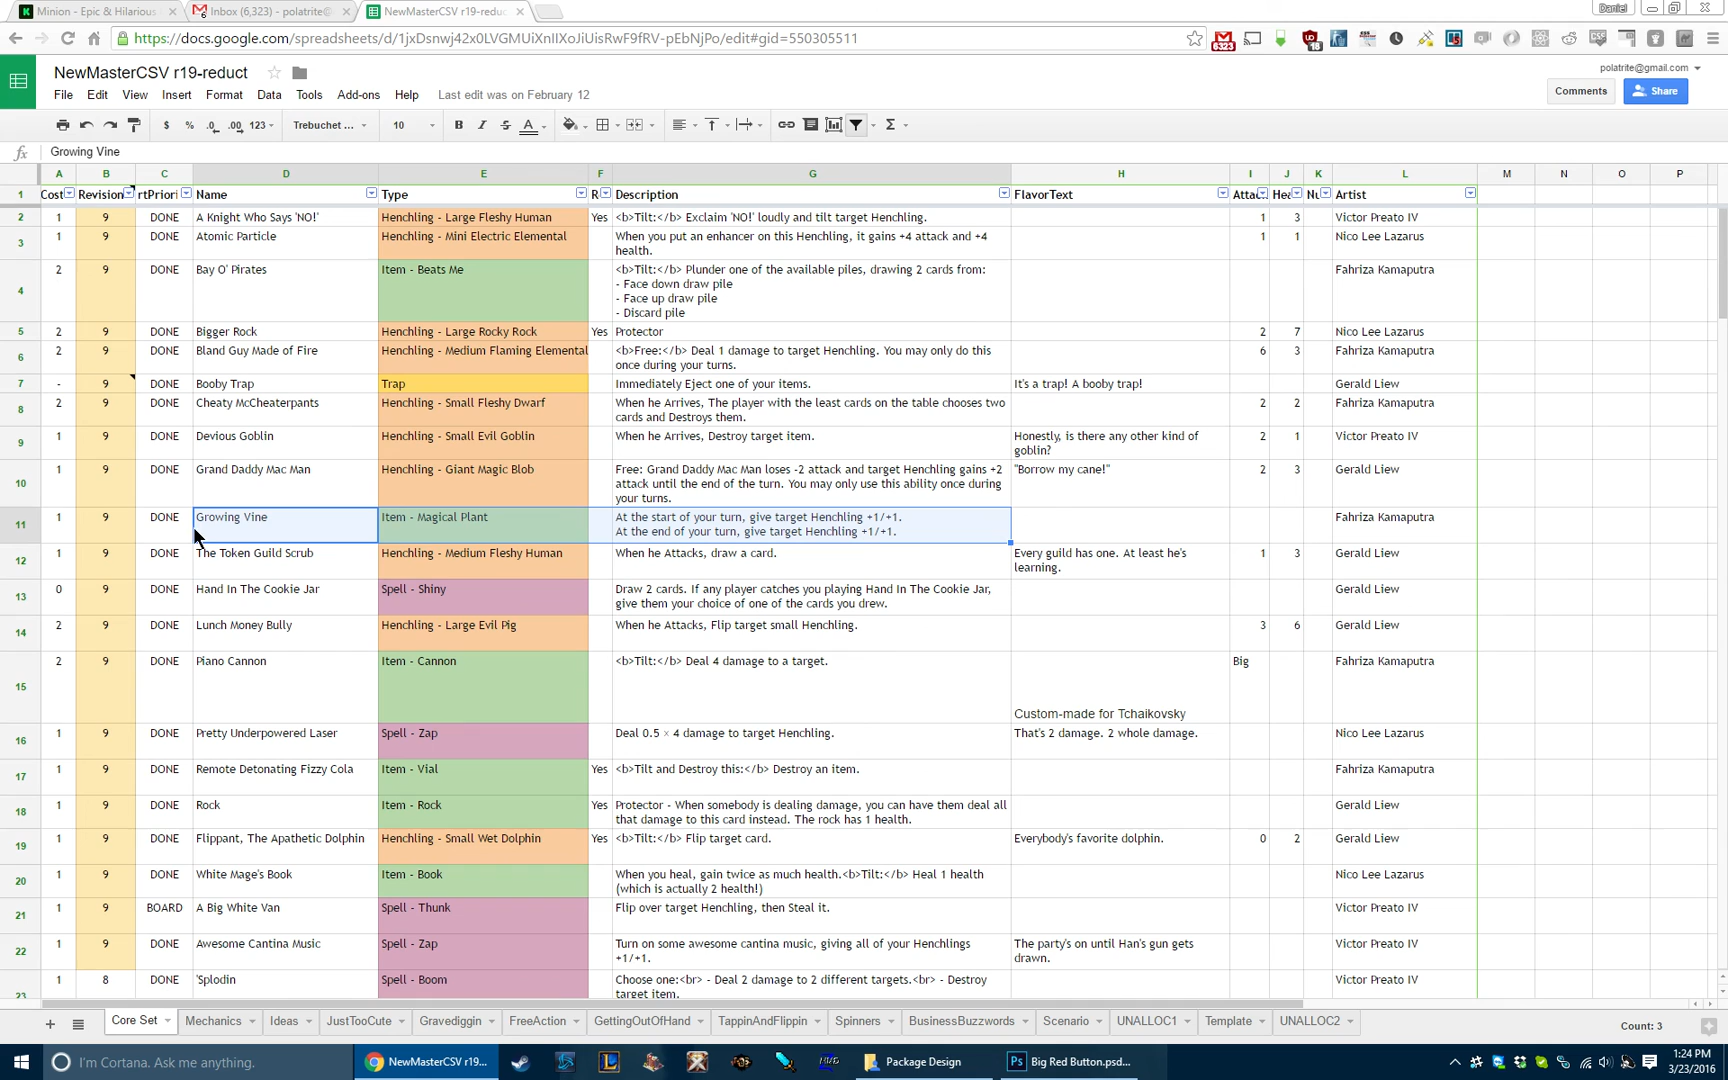 Minion - Epic & Hilarious
Inbox (6,323) - polatrite@
NewMasterCSV r19-reduct
Daniel
https://docs.google.com/spreadsheets/d/1jxDsnwj42x0LVGMUiXnIIXoJiUisRwF9fRV-pEbNjPo/edit#gid=550305511
NewMasterCSV r19-reduct
polatrite@gmail.com
File Edit View Insert Format Data Tools Add-ons Help Last edit was on February 12
Comments Share
$ % .0 .00 123 Trebuchet ... 10 B I S A
fx Growing Vine
A B C D E F G H I J K L M N O P
1 Cost Revision rtPriori Name Type R Description FlavorText Attac Hea Nu Artist
2 1 9 DONE A Knight Who Says 'NO!' Henchling - Large Fleshy Human Yes <b>Tilt:</b> Exclaim 'NO!' loudly and tilt target Henchling. 1 3 Victor Preato IV
3 1 9 DONE Atomic Particle Henchling - Mini Electric Elemental When you put an enhancer on this Henchling, it gains +4 attack and +4 1 1 Nico Lee Lazarus
health.
4 2 9 DONE Bay O' Pirates Item - Beats Me <b>Tilt:</b> Plunder one of the available piles, drawing 2 cards from: Fahriza Kamaputra
- Face down draw pile
- Face up draw pile
- Discard pile
5 2 9 DONE Bigger Rock Henchling - Large Rocky Rock Yes Protector 2 7 Nico Lee Lazarus
6 2 9 DONE Bland Guy Made of Fire Henchling - Medium Flaming Elemental <b>Free:</b> Deal 1 damage to target Henchling. You may only do this 6 3 Fahriza Kamaputra
once during your turns.
7 - 9 DONE Booby Trap Trap Immediately Eject one of your items. It's a trap! A booby trap! Gerald Liew
8 2 9 DONE Cheaty McCheaterpants Henchling - Small Fleshy Dwarf When he Arrives, The player with the least cards on the table chooses two 2 2 Fahriza Kamaputra
cards and Destroys them.
9 1 9 DONE Devious Goblin Henchling - Small Evil Goblin When he Arrives, Destroy target item. Honestly, is there any other kind of 2 1 Victor Preato IV
goblin?
10 1 9 DONE Grand Daddy Mac Man Henchling - Giant Magic Blob Free: Grand Daddy Mac Man loses -2 attack and target Henchling gains +2 "Borrow my cane!" 2 3 Gerald Liew
attack until the end of the turn. You may only use this ability once during
your turns.
11 1 9 DONE Growing Vine Item - Magical Plant At the start of your turn, give target Henchling +1/+1. Fahriza Kamaputra
At the end of your turn, give target Henchling +1/+1.
12 1 9 DONE The Token Guild Scrub Henchling - Medium Fleshy Human When he Attacks, draw a card. Every guild has one. At least he's 1 3 Gerald Liew
learning.
13 0 9 DONE Hand In The Cookie Jar Spell - Shiny Draw 2 cards. If any player catches you playing Hand In The Cookie Jar, Gerald Liew
give them your choice of one of the cards you drew.
14 2 9 DONE Lunch Money Bully Henchling - Large Evil Pig When he Attacks, Flip target small Henchling. 3 6 Gerald Liew
15 2 9 DONE Piano Cannon Item - Cannon <b>Tilt:</b> Deal 4 damage to a target. Big Fahriza Kamaputra
Custom-made for Tchaikovsky
16 1 9 DONE Pretty Underpowered Laser Spell - Zap Deal 0.5 × 4 damage to target Henchling. That's 2 damage. 2 whole damage. Nico Lee Lazarus
17 1 9 DONE Remote Detonating Fizzy Cola Item - Vial Yes <b>Tilt and Destroy this:</b> Destroy an item. Fahriza Kamaputra
18 1 9 DONE Rock Item - Rock Yes Protector - When somebody is dealing damage, you can have them deal all Gerald Liew
that damage to this card instead. The rock has 1 health.
19 1 9 DONE Flippant, The Apathetic Dolphin Henchling - Small Wet Dolphin Yes <b>Tilt:</b> Flip target card. Everybody's favorite dolphin. 0 2 Gerald Liew
20 1 9 DONE White Mage's Book Item - Book When you heal, gain twice as much health.<b>Tilt:</b> Heal 1 health Nico Lee Lazarus
(which is actually 2 health!)
21 1 9 BOARD A Big White Van Spell - Thunk Flip over target Henchling, then Steal it. Victor Preato IV
22 1 9 DONE Awesome Cantina Music Spell - Zap Turn on some awesome cantina music, giving all of your Henchlings The party's on until Han's gun gets Victor Preato IV
+1/+1. drawn.
23 1 8 DONE 'Splodin Spell - Boom Choose one:<br> - Deal 2 damage to 2 different targets.<br> - Destroy Victor Preato IV
target item.
+ Core Set Mechanics Ideas JustTooCute Gravediggin FreeAction GettingOutOfHand TappinAndFlippin Spinners BusinessBuzzwords Scenario UNALLOC1 Template UNALLOC2 Count: 3
I'm Cortana. Ask me anything. NewMasterCSV r19-... Package Design Big Red Button.psd... 1:24 PM
3/23/2016